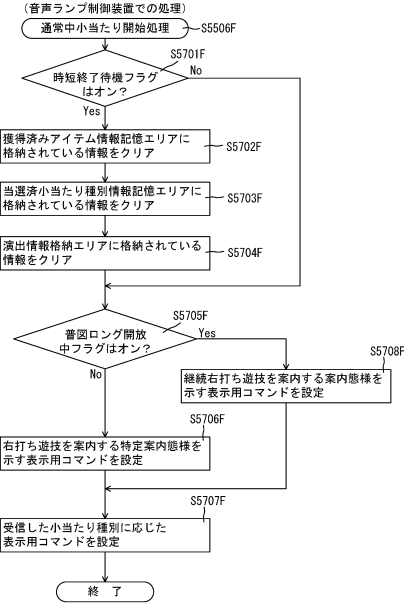 （音声ランプ制御装置での処理）
通常中小当たり開始処理
S5506F
S5701F
時短終了待機フラグ
はオン？
No
Yes
獲得済みアイテム情報記憶エリアに
格納されている情報をクリア
S5702F
当選済小当たり種別情報記憶エリアに
格納されている情報をクリア
S5703F
演出情報格納エリアに格納されている
情報をクリア
S5704F
S5705F
普図ロング開放
中フラグはオン？
Yes
No
S5708F
継続右打ち遊技を案内する案内態様を
示す表示用コマンドを設定
S5706F
右打ち遊技を案内する特定案内態様を
示す表示用コマンドを設定
S5707F
受信した小当たり種別に応じた
表示用コマンドを設定
終 了